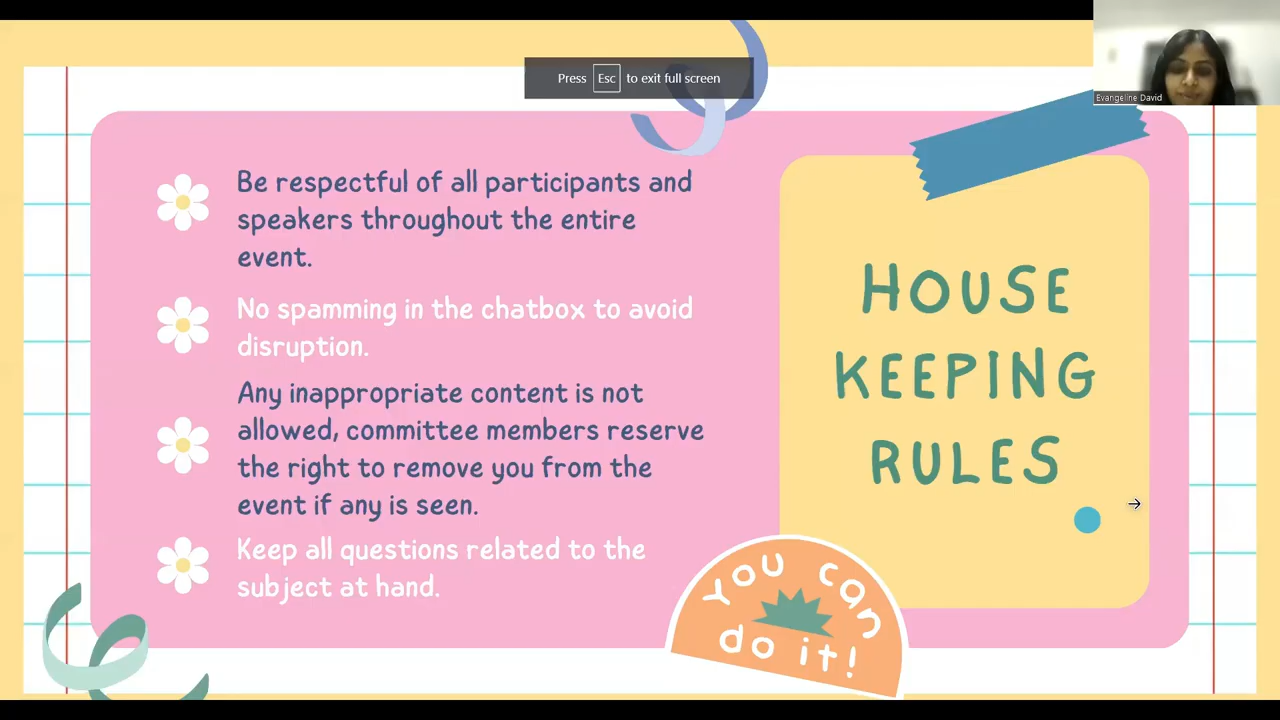 Press Esc to exit full screen
Evangeline David
Be respectful of all participants and
speakers throughout the entire
event.
No spamming in the chatbox to avoid
disruption.
Any inappropriate content is not
allowed, committee members reserve
the right to remove you from the
event if any is seen.
Keep all questions related to the
subject at hand.
HOUSE
KEEPING
RULES
you can
do it!